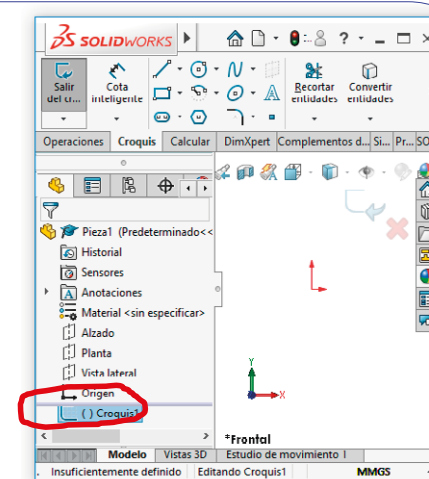 SOLIDWORKS
?
Salir del cr...
Cota inteligente
Recortar entidades
Convertir entidades
Operaciones Croquis Calcular DimXpert Complementos d... Si... Pr... SO
Pieza1 (Predeterminado<<
Historial
Sensores
Anotaciones
Material <sin especificar>
Alzado
Planta
Vista lateral
Origen
( ) Croquis1
Y
X
*Frontal
Modelo Vistas 3D Estudio de movimiento 1
Insuficientemente definido Editando Croquis1 MMGS